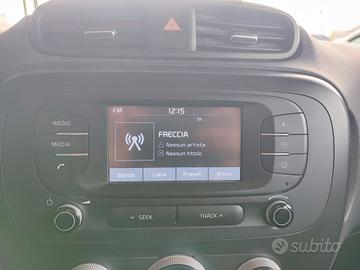 FM 12:15
RADIO
MEDIA
FRECCIA
Nessun artista
Nessun titolo
Banda Lista Preset Menu
SEEK TRACK
subito